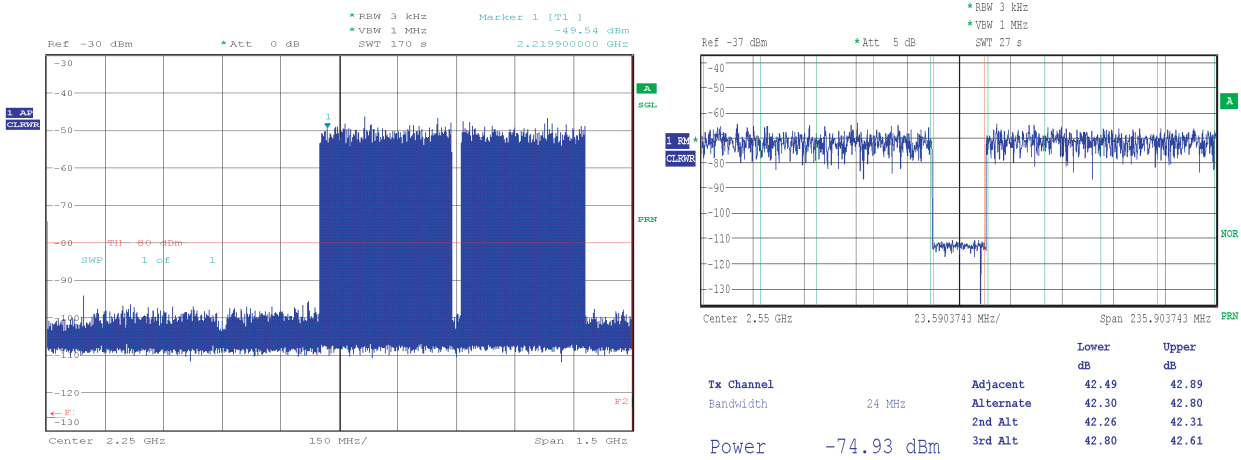 * RBW 3 kHz Marker 1 [T1 ]
* VBW 1 MHz -49.54 dBm
Ref -30 dBm * Att 0 dB SWT 170 s 2.219900000 GHz
-30
A
SGL
-40
1 AP
CLRWR
1
-50
-60
-70
PRN
-80
TH -80 dBm
SWP 1 of 1
-90
-100
-110
-120
F2
-130
Center 2.25 GHz 150 MHz/ Span 1.5 GHz
* RBW 3 kHz
* VBW 1 MHz
Ref -37 dBm * Att 5 dB SWT 27 s
-40
-50
A
-60
1 RM *
CLRWR
-70
-80
-90
-100
NOR
-110
-120
-130
PRN
Center 2.55 GHz 23.5903743 MHz/ Span 235.903743 MHz
Lower Upper
dB dB
Tx Channel Adjacent 42.49 42.89
Bandwidth 24 MHz Alternate 42.30 42.80
2nd Alt 42.26 42.31
Power -74.93 dBm 3rd Alt 42.80 42.61